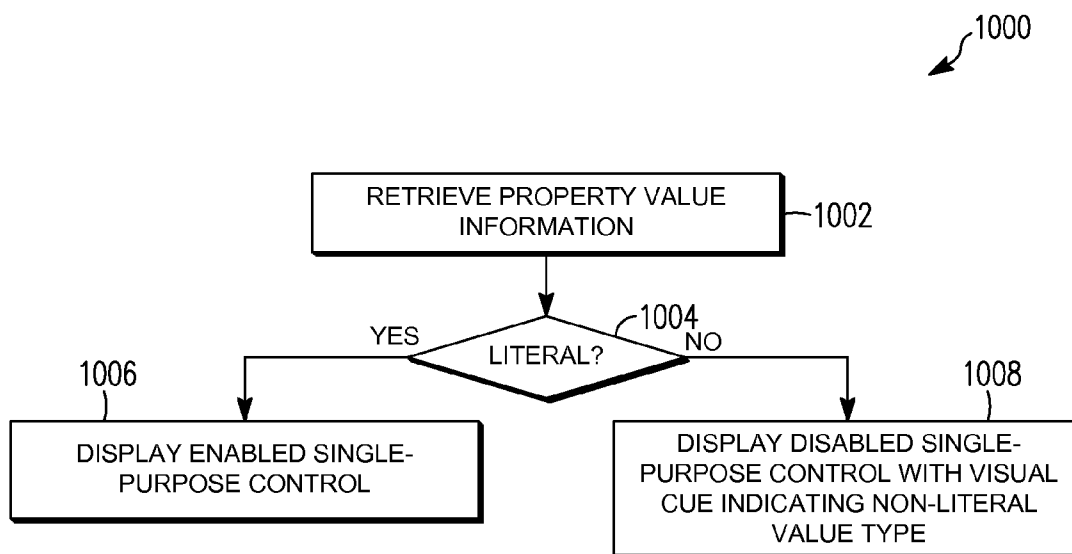 1000
RETRIEVE PROPERTY VALUE
INFORMATION
1002
1004
YES
LITERAL?
NO
1006
1008
DISPLAY ENABLED SINGLE-
PURPOSE CONTROL
DISPLAY DISABLED SINGLE-
PURPOSE CONTROL WITH VISUAL
CUE INDICATING NON-LITERAL
VALUE TYPE